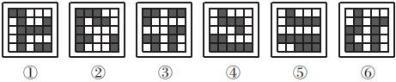 ① ② ③ ④ ⑤ ⑥